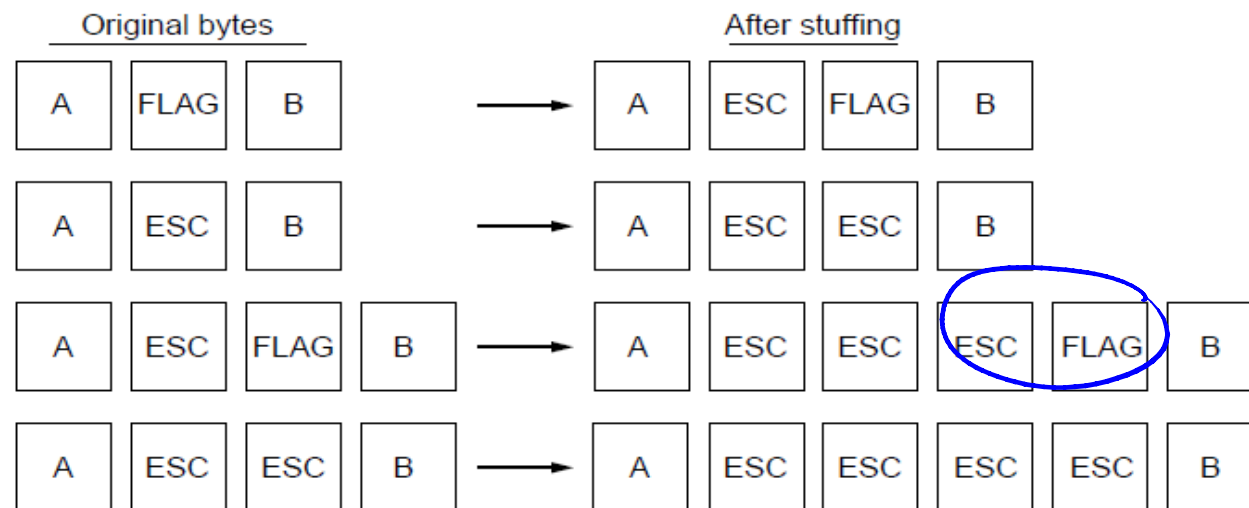 Original bytes After stuffing
A FLAG B A ESC FLAG B
A ESC B A ESC ESC B
A ESC FLAG B A ESC ESC ESC FLAG B
A ESC ESC B A ESC ESC ESC ESC B